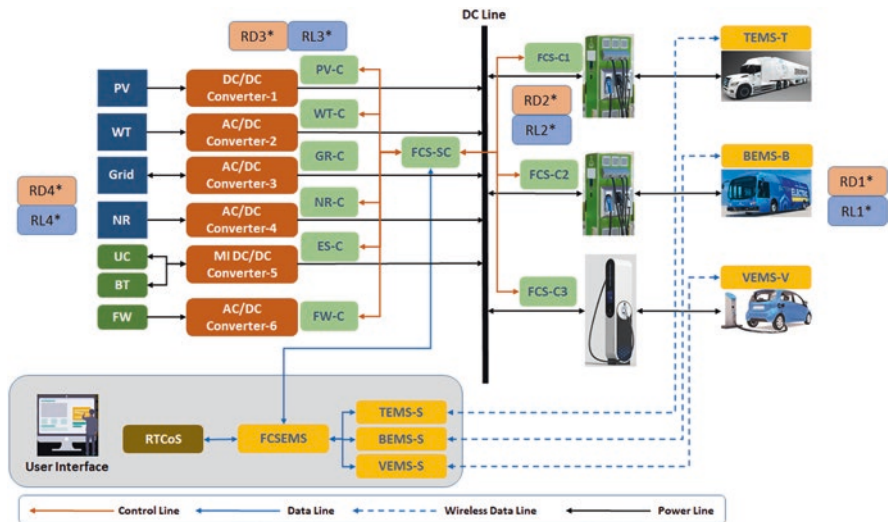 DC Line
RD3*
RL3*
PV
DC/DC
Converter-1
PV-C
WT
AC/DC
Converter-2
WT-C
Grid
AC/DC
Converter-3
GR-C
NR
AC/DC
Converter-4
NR-C
UC
BT
MI DC/DC
Converter-5
ES-C
FW
AC/DC
Converter-6
FW-C
RD4*
RL4*
FCS-SC
FCS-C1
RD2*
RL2*
FCS-C2
FCS-C3
TEMS-T
BEMS-B
ELECTRIC
RD1*
RL1*
VEMS-V
User Interface
RTCoS
FCSEMS
TEMS-S
BEMS-S
VEMS-S
Control Line
Data Line
Wireless Data Line
Power Line